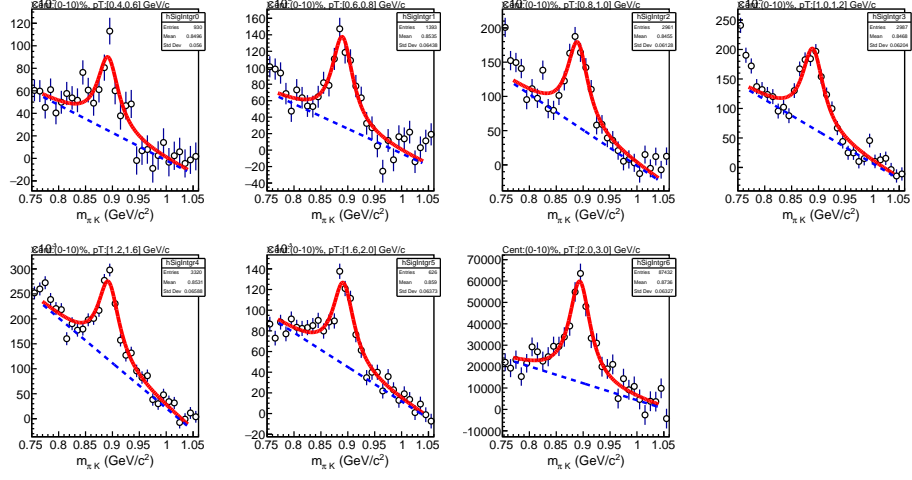 Cent:(0-10)%, pT:[0.4,0.6] GeV/c
hSigIntgr0
Entries 930
Mean 0.8496
Std Dev 0.056
120
100
80
60
40
20
0
−20
0.75 0.8 0.85 0.9 0.95 1 1.05
m π K (GeV/c²)
Cent:(0-10)%, pT:[0.6,0.8] GeV/c
hSigIntgr1
Entries 1392
Mean 0.8535
Std Dev 0.06438
160
140
120
100
80
60
40
20
0
−20
−40
0.75 0.8 0.85 0.9 0.95 1 1.05
m π K (GeV/c²)
Cent:(0-10)%, pT:[0.8,1.0] GeV/c
hSigIntgr2
Entries 2961
Mean 0.8455
Std Dev 0.06128
200
150
100
50
0
0.75 0.8 0.85 0.9 0.95 1 1.05
m π K (GeV/c²)
Cent:(0-10)%, pT:[1.0,1.2] GeV/c
hSigIntgr3
Entries 2967
Mean 0.8468
Std Dev 0.06204
250
200
150
100
50
0
0.75 0.8 0.85 0.9 0.95 1 1.05
m π K (GeV/c²)
Cent:(0-10)%, pT:[1.2,1.6] GeV/c
hSigIntgr4
Entries 3320
Mean 0.8531
Std Dev 0.06588
300
250
200
150
100
50
0
0.75 0.8 0.85 0.9 0.95 1 1.05
m π K (GeV/c²)
Cent:(0-10)%, pT:[1.6,2.0] GeV/c
hSigIntgr5
Entries 626
Mean 0.859
Std Dev 0.06373
140
120
100
80
60
40
20
0
−20
0.75 0.8 0.85 0.9 0.95 1 1.05
m π K (GeV/c²)
Cent:(0-10)%, pT:[2.0,3.0] GeV/c
hSigIntgr6
Entries 87432
Mean 0.8736
Std Dev 0.06327
70000
60000
50000
40000
30000
20000
10000
0
−10000
0.75 0.8 0.85 0.9 0.95 1 1.05
m π K (GeV/c²)